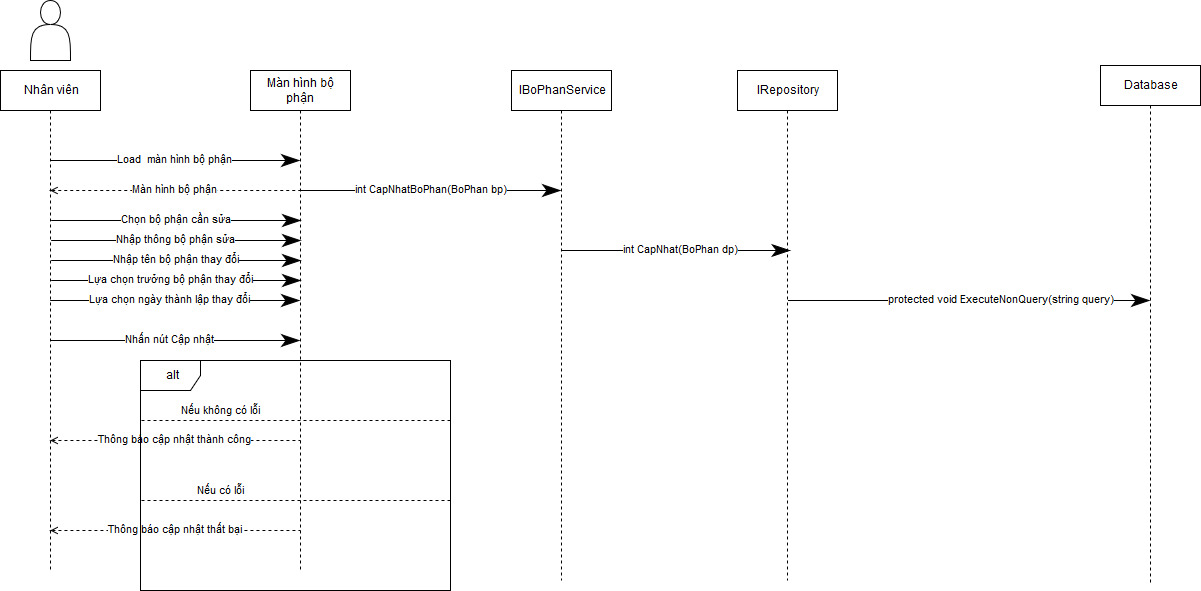 Nhân viên
Màn hình bộ
phận
IBoPhanService
IRepository
Database
Load màn hình bộ phận
Màn hình bộ phận
int CapNhatBoPhan(BoPhan bp)
Chọn bộ phận cần sửa
Nhập thông bộ phận sửa
int CapNhat(BoPhan dp)
Nhập tên bộ phận thay đổi
Lựa chọn trưởng bộ phận thay đổi
Lựa chọn ngày thành lập thay đổi
protected void ExecuteNonQuery(string query)
Nhấn nút Cập nhật
alt
Nếu không có lỗi
Thông báo cập nhật thành công
Nếu có lỗi
Thông báo cập nhật thất bại